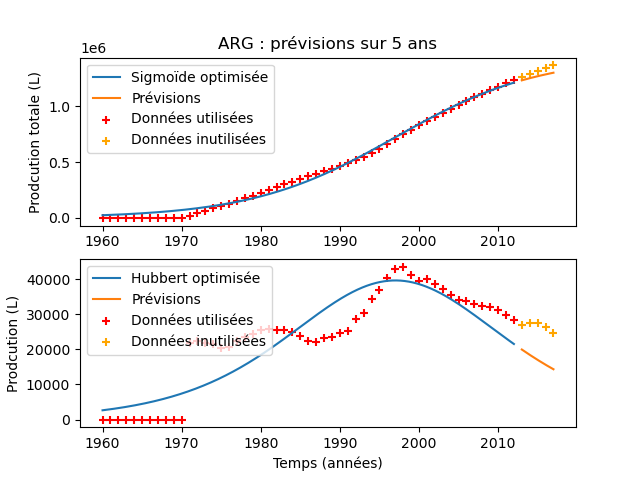 ARG : prévisions sur 5 ans
1e6
Prodcution totale (L)
1.0
0.5
0.0
Sigmoïde optimisée
Prévisions
Données utilisées
Données inutilisées
1960 1970 1980 1990 2000 2010
Prodcution (L)
40000
30000
20000
10000
0
Hubbert optimisée
Prévisions
Données utilisées
Données inutilisées
1960 1970 1980 1990 2000 2010
Temps (années)